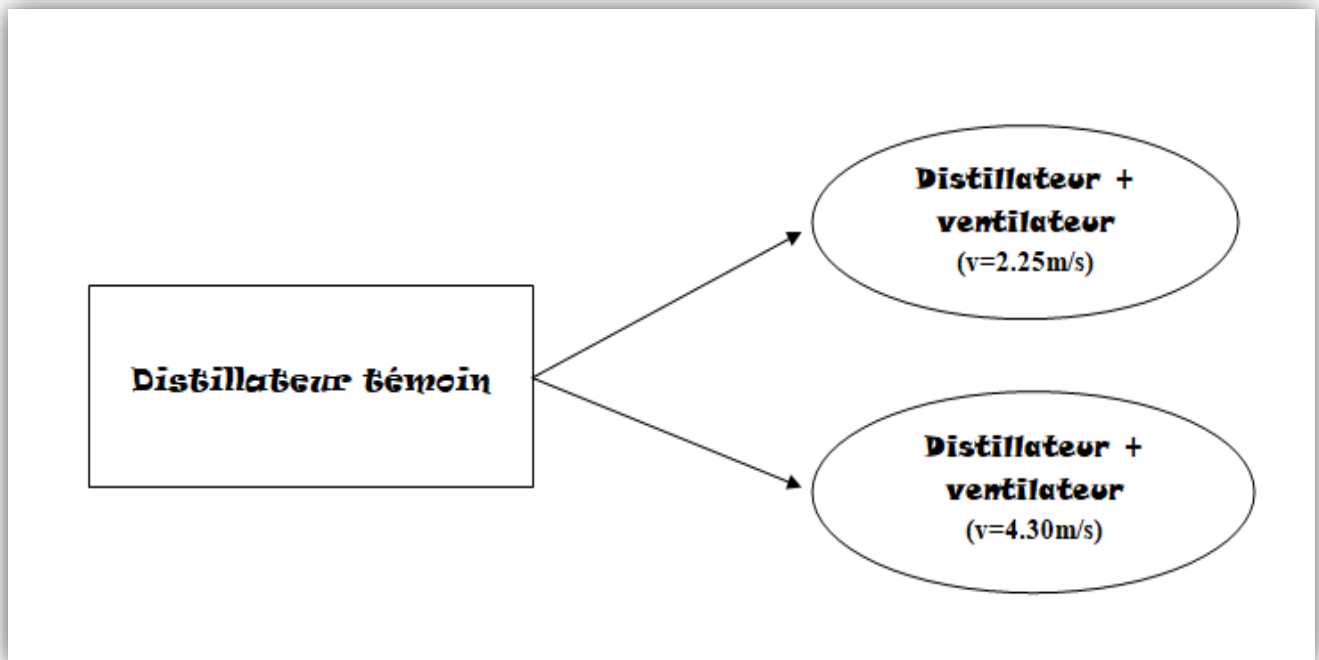 Distillateur témoin
Distillateur +
ventilateur
(v=2.25m/s)
Distillateur +
ventilateur
(v=4.30m/s)